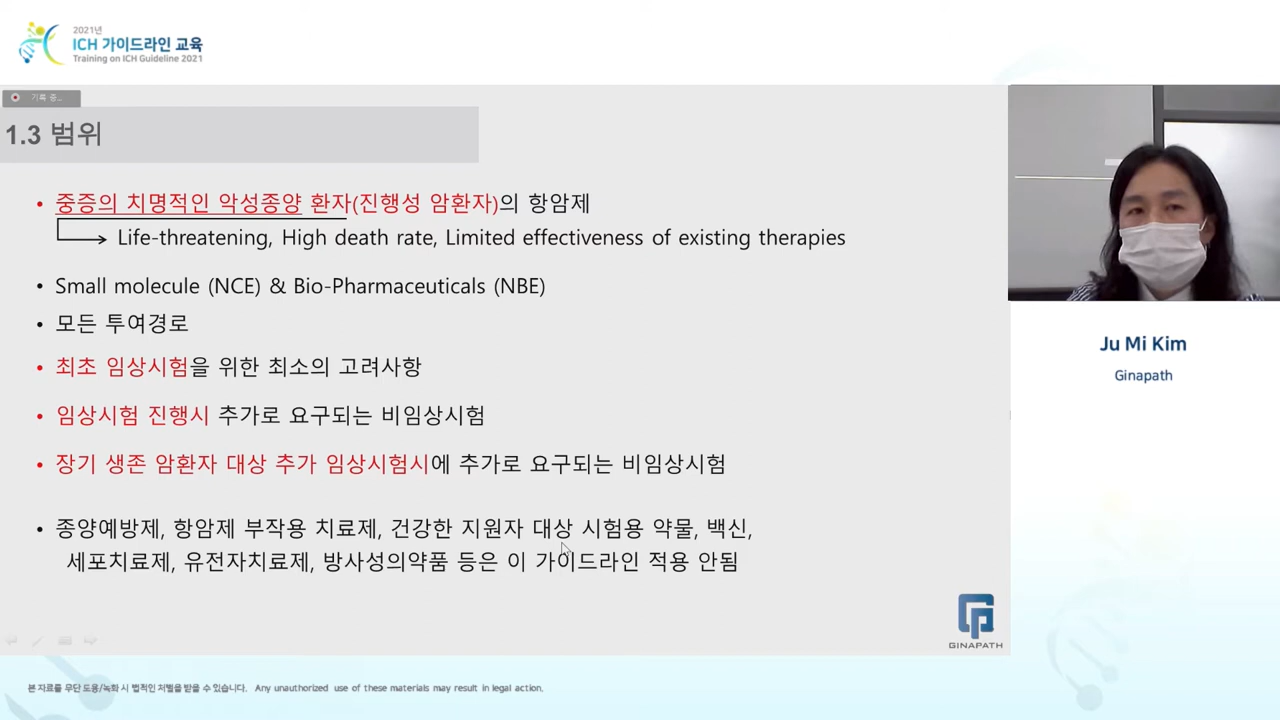 2021년
ICH 가이드라인 교육
Training on ICH Guideline 2021
기록 중...
1.3 범위
• 중증의 치명적인 악성종양 환자(진행성 암환자)의 항암제
Life-threatening, High death rate, Limited effectiveness of existing therapies
• Small molecule (NCE) & Bio-Pharmaceuticals (NBE)
• 모든 투여경로
• 최초 임상시험을 위한 최소의 고려사항
• 임상시험 진행시 추가로 요구되는 비임상시험
• 장기 생존 암환자 대상 추가 임상시험시에 추가로 요구되는 비임상시험
• 종양예방제, 항암제 부작용 치료제, 건강한 지원자 대상 시험용 약물, 백신,
세포치료제, 유전자치료제, 방사성의약품 등은 이 가이드라인 적용 안됨
GINAPATH
Ju Mi Kim
Ginapath
본 자료를 무단 도용/녹화 시 법적인 처벌을 받을 수 있습니다. Any unauthorized use of these materials may result in legal action.